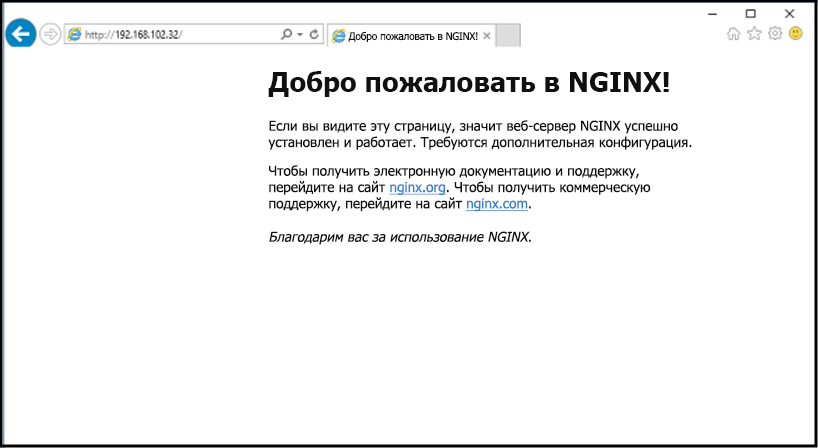 http://192.168.102.32/
Добро пожаловать в NGINX!
Добро пожаловать в NGINX!
Если вы видите эту страницу, значит веб-сервер NGINX успешно
установлен и работает. Требуются дополнительная конфигурация.
Чтобы получить электронную документацию и поддержку,
перейдите на сайт nginx.org. Чтобы получить коммерческую
поддержку, перейдите на сайт nginx.com.
Благодарим вас за использование NGINX.